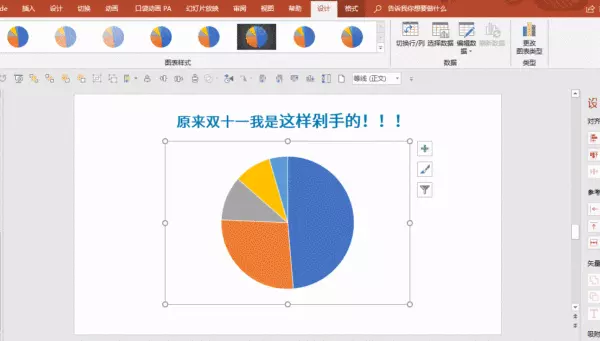 de 设计 切换 动画 口袋动画 PA 幻灯片放映 审阅 视图 帮助 设计 格式 告诉我你想要做什么
切换行/列 选择数据 编辑数据 刷新数据 更改图表类型
图表样式 数据 类型
等线 (正文)
原来双十一我是这样剁手的！！！
设
对齐
参考
矢量
吸附